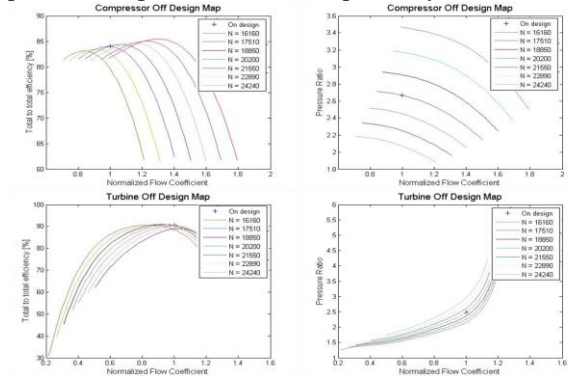 Compressor Off Design Map
Total to total efficiency [%]
85
80
75
70
65
60
0.8
1
1.2
1.4
1.6
1.8
2
Normalized Flow Coefficient
On design
N = 16160
N = 17510
N = 18850
N = 20200
N = 21550
N = 22890
N = 24240
Compressor Off Design Map
Pressure Ratio
3.6
3.4
3.2
3
2.8
2.6
2.4
2.2
2
1.8
0.8
1
1.2
1.4
1.6
1.8
2
Normalized Flow Coefficient
On design
N = 16160
N = 17510
N = 18850
N = 20200
N = 21550
N = 22890
N = 24240
Turbine Off Design Map
Total to total efficiency [%]
100
90
80
70
60
50
40
30
0.2
0.4
0.6
0.8
1
1.2
1.4
1.6
Normalized Flow Coefficient
On design
N = 16160
N = 17510
N = 18850
N = 20200
N = 21550
N = 22890
N = 24240
Turbine Off Design Map
Pressure Ratio
6
5.5
5
4.5
4
3.5
3
2.5
2
1.5
1
0.2
0.4
0.6
0.8
1
1.2
1.4
1.6
Normalized Flow Coefficient
On design
N = 16160
N = 17510
N = 18850
N = 20200
N = 21550
N = 22890
N = 24240